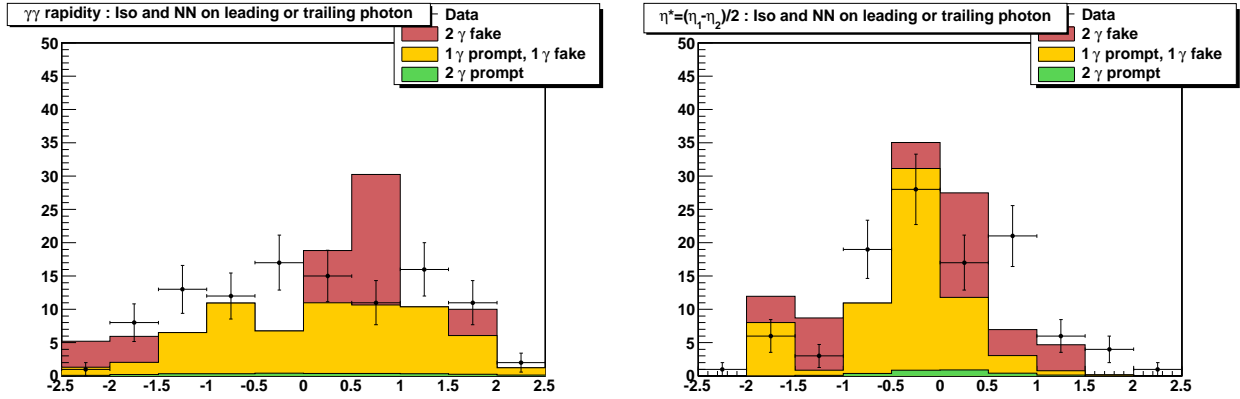 γγ rapidity : Iso and NN on leading or trailing photon
Data
2 γ fake
1 γ prompt, 1 γ fake
2 γ prompt
50
45
40
35
30
25
20
15
10
5
0
-2.5 -2 -1.5 -1 -0.5 0 0.5 1 1.5 2 2.5
η*=(η₁-η₂)/2 : Iso and NN on leading or trailing photon
Data
2 γ fake
1 γ prompt, 1 γ fake
2 γ prompt
50
45
40
35
30
25
20
15
10
5
0
-2.5 -2 -1.5 -1 -0.5 0 0.5 1 1.5 2 2.5